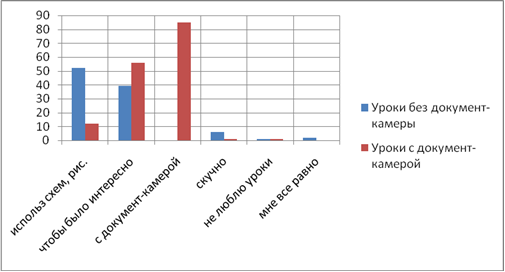 90
80
70
60
50
40
30
20
10
0
использ схем, рис.
чтобы было интересно
с документ-камерой
скучно
не люблю уроки
мне все равно
Уроки без документ-
камеры
Уроки с документ-
камерой